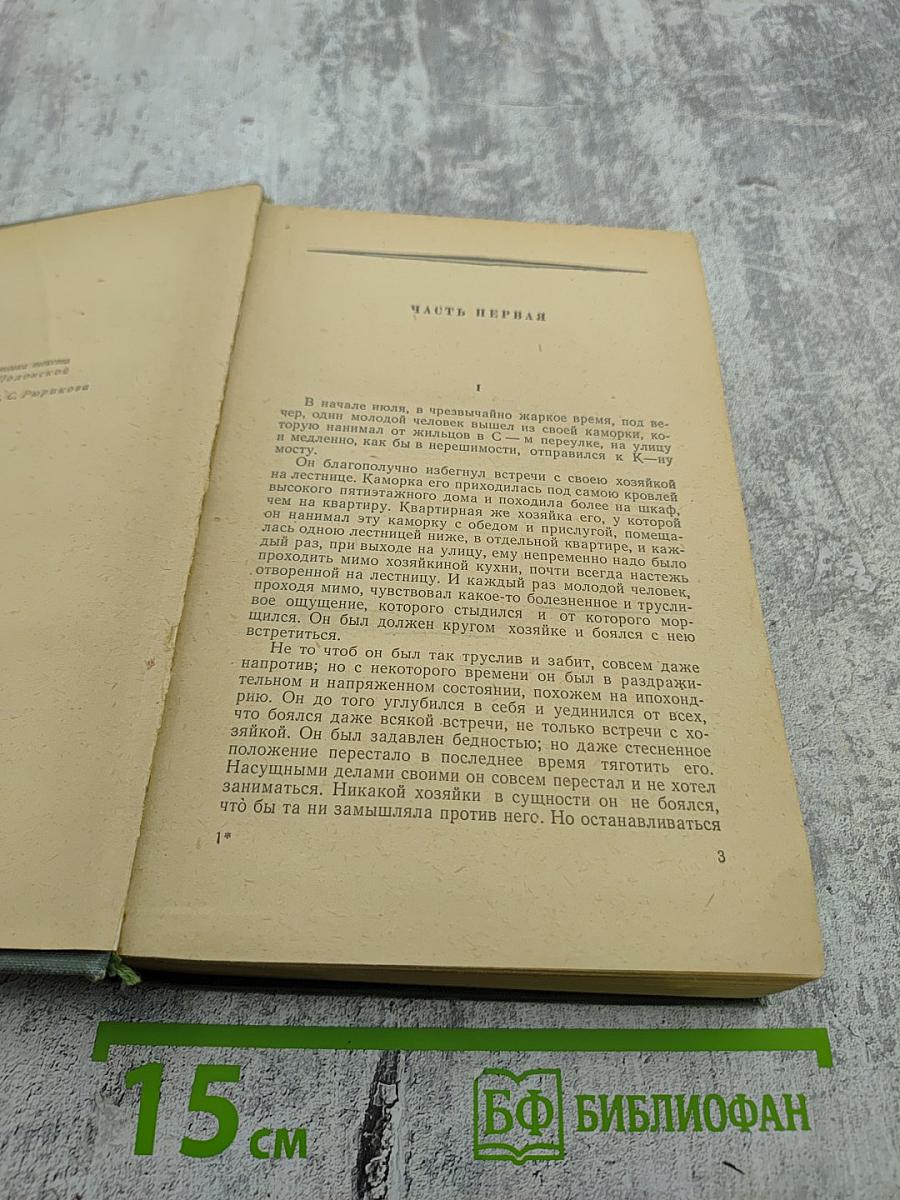 текста
Полонской
С. Рюрикова
ЧАСТЬ ПЕРВАЯ
I
В начале июля, в чрезвычайно жаркое время, под ве-
чер, один молодой человек вышел из своей каморки, ко-
торую нанимал от жильцов в С — м переулке, на улицу
и медленно, как бы в нерешимости, отправился к К—ну
мосту.
Он благополучно избегнул встречи с своею хозяйкой
на лестнице. Каморка его приходилась под самою кровлей
высокого пятиэтажного дома и походила более на шкаф,
чем на квартиру. Квартирная же хозяйка его, у которой
он нанимал эту каморку с обедом и прислугой, помеща-
лась одною лестницей ниже, в отдельной квартире, и каж-
дый раз, при выходе на улицу, ему непременно надо было
проходить мимо хозяйкиной кухни, почти всегда настежь
отворенной на лестницу. И каждый раз молодой человек,
проходя мимо, чувствовал какое-то болезненное и трусли-
вое ощущение, которого стыдился и от которого мор-
щился. Он был должен кругом хозяйке и боялся с нею
встретиться.
Не то чтоб он был так труслив и забит, совсем даже
напротив; но с некоторого времени он был в раздражи-
тельном и напряженном состоянии, похожем на ипохонд-
рию. Он до того углубился в себя и уединился от всех,
что боялся даже всякой встречи, не только встречи с хо-
зяйкой. Он был задавлен бедностью; но даже стесненное
положение перестало в последнее время тяготить его.
Насущными делами своими он совсем перестал и не хотел
заниматься. Никакой хозяйки в сущности он не боялся,
что̀ бы та ни замышляла против него. Но останавливаться
1*
3
15 см
БФ БИБЛИОФАН